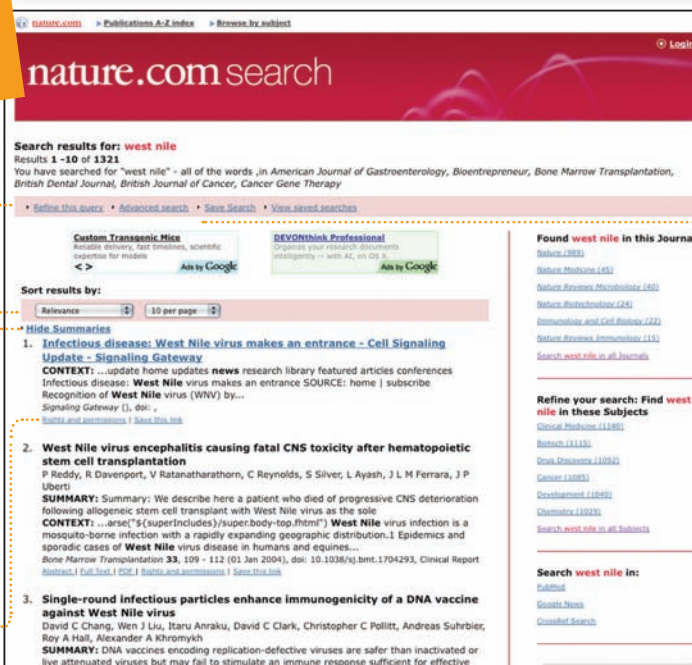 nature.com Publications A-Z index Browse by subject
Login
nature.com search
Search results for: west nile
Results 1 -10 of 1321
You have searched for "west nile" - all of the words ,in American Journal of Gastroenterology, Bioentrepreneur, Bone Marrow Transplantation,
British Dental Journal, British Journal of Cancer, Cancer Gene Therapy
Refine this query Advanced search Save Search View saved searches
Custom Transgenic Mice
Reliable delivery, fast timelines, scientific
expertise for models
< > Ads by Google
DEVONthink Professional
Organize your research documents
intelligently — with AI, on OS X.
Ads by Google
Sort results by:
Relevance 10 per page
Hide Summaries
1. Infectious disease: West Nile virus makes an entrance - Cell Signaling
Update - Signaling Gateway
CONTEXT: ...update home updates news research library featured articles conferences
Infectious disease: West Nile virus makes an entrance SOURCE: home | subscribe
Recognition of West Nile virus (WNV) by...
Signaling Gateway (), doi: ,
Rights and permissions | Save this link
2. West Nile virus encephalitis causing fatal CNS toxicity after hematopoietic
stem cell transplantation
P Reddy, R Davenport, V Ratanatharathorn, C Reynolds, S Silver, L Ayash, J L M Ferrara, J P
Uberti
SUMMARY: Summary: We describe here a patient who died of progressive CNS deterioration
following allogeneic stem cell transplant with West Nile virus as the sole
CONTEXT: ...arse("${superIncludes}/super.body-top.fhtml") West Nile virus infection is a
mosquito-borne infection with a rapidly expanding geographic distribution.1 Epidemics and
sporadic cases of West Nile virus disease in humans and equines...
Bone Marrow Transplantation 33, 109 - 112 (01 Jan 2004), doi: 10.1038/sj.bmt.1704293, Clinical Report
Abstract | Full Text | PDF | Rights and permissions | Save this link
3. Single-round infectious particles enhance immunogenicity of a DNA vaccine
against West Nile virus
David C Chang, Wen J Liu, Itaru Anraku, David C Clark, Christopher C Pollitt, Andreas Suhrbier,
Roy A Hall, Alexander A Khromykh
SUMMARY: DNA vaccines encoding replication-defective viruses are safer than inactivated or
live attenuated viruses but may fail to stimulate an immune response sufficient for effective
Found west nile in this Journa
Nature (989)
Nature Medicine (45)
Nature Reviews Microbiology (40)
Nature Biotechnology (24)
Immunology and Cell Biology (22)
Nature Reviews Immunology (15)
Search west nile in all Journals
Refine your search: Find west
nile in these Subjects
Clinical Medicine (1140)
Biotech (1115)
Drug Discovery (1092)
Cancer (1085)
Development (1040)
Chemistry (1029)
Search west nile in all Subjects
Search west nile in:
PubMed
Google News
CrossRef Search